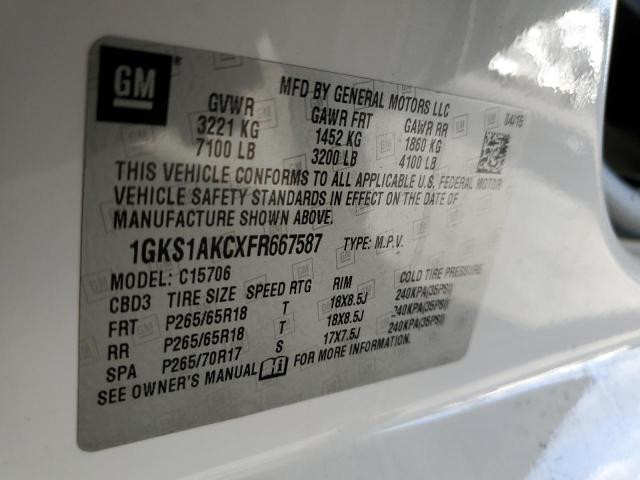 GM
MFD BY GENERAL MOTORS LLC 04/15
GVWR GAWR FRT GAWR RR
3221 KG 1452 KG 1860 KG
7100 LB 3200 LB 4100 LB
THIS VEHICLE CONFORMS TO ALL APPLICABLE U.S. FEDERAL MOTOR
VEHICLE SAFETY STANDARDS IN EFFECT ON THE DATE OF
MANUFACTURE SHOWN ABOVE.
1GKS1AKCXFR667587 TYPE: M.P.V.
MODEL: C15706
CBD3 TIRE SIZE SPEED RTG RIM COLD TIRE PRESSURE
FRT P265/65R18 T 18X8.5J 240KPA(35PSI)
RR P265/65R18 T 18X8.5J 240KPA(35PSI)
SPA P265/70R17 S 17X7.5J 240KPA(35PSI)
SEE OWNER'S MANUAL FOR MORE INFORMATION.